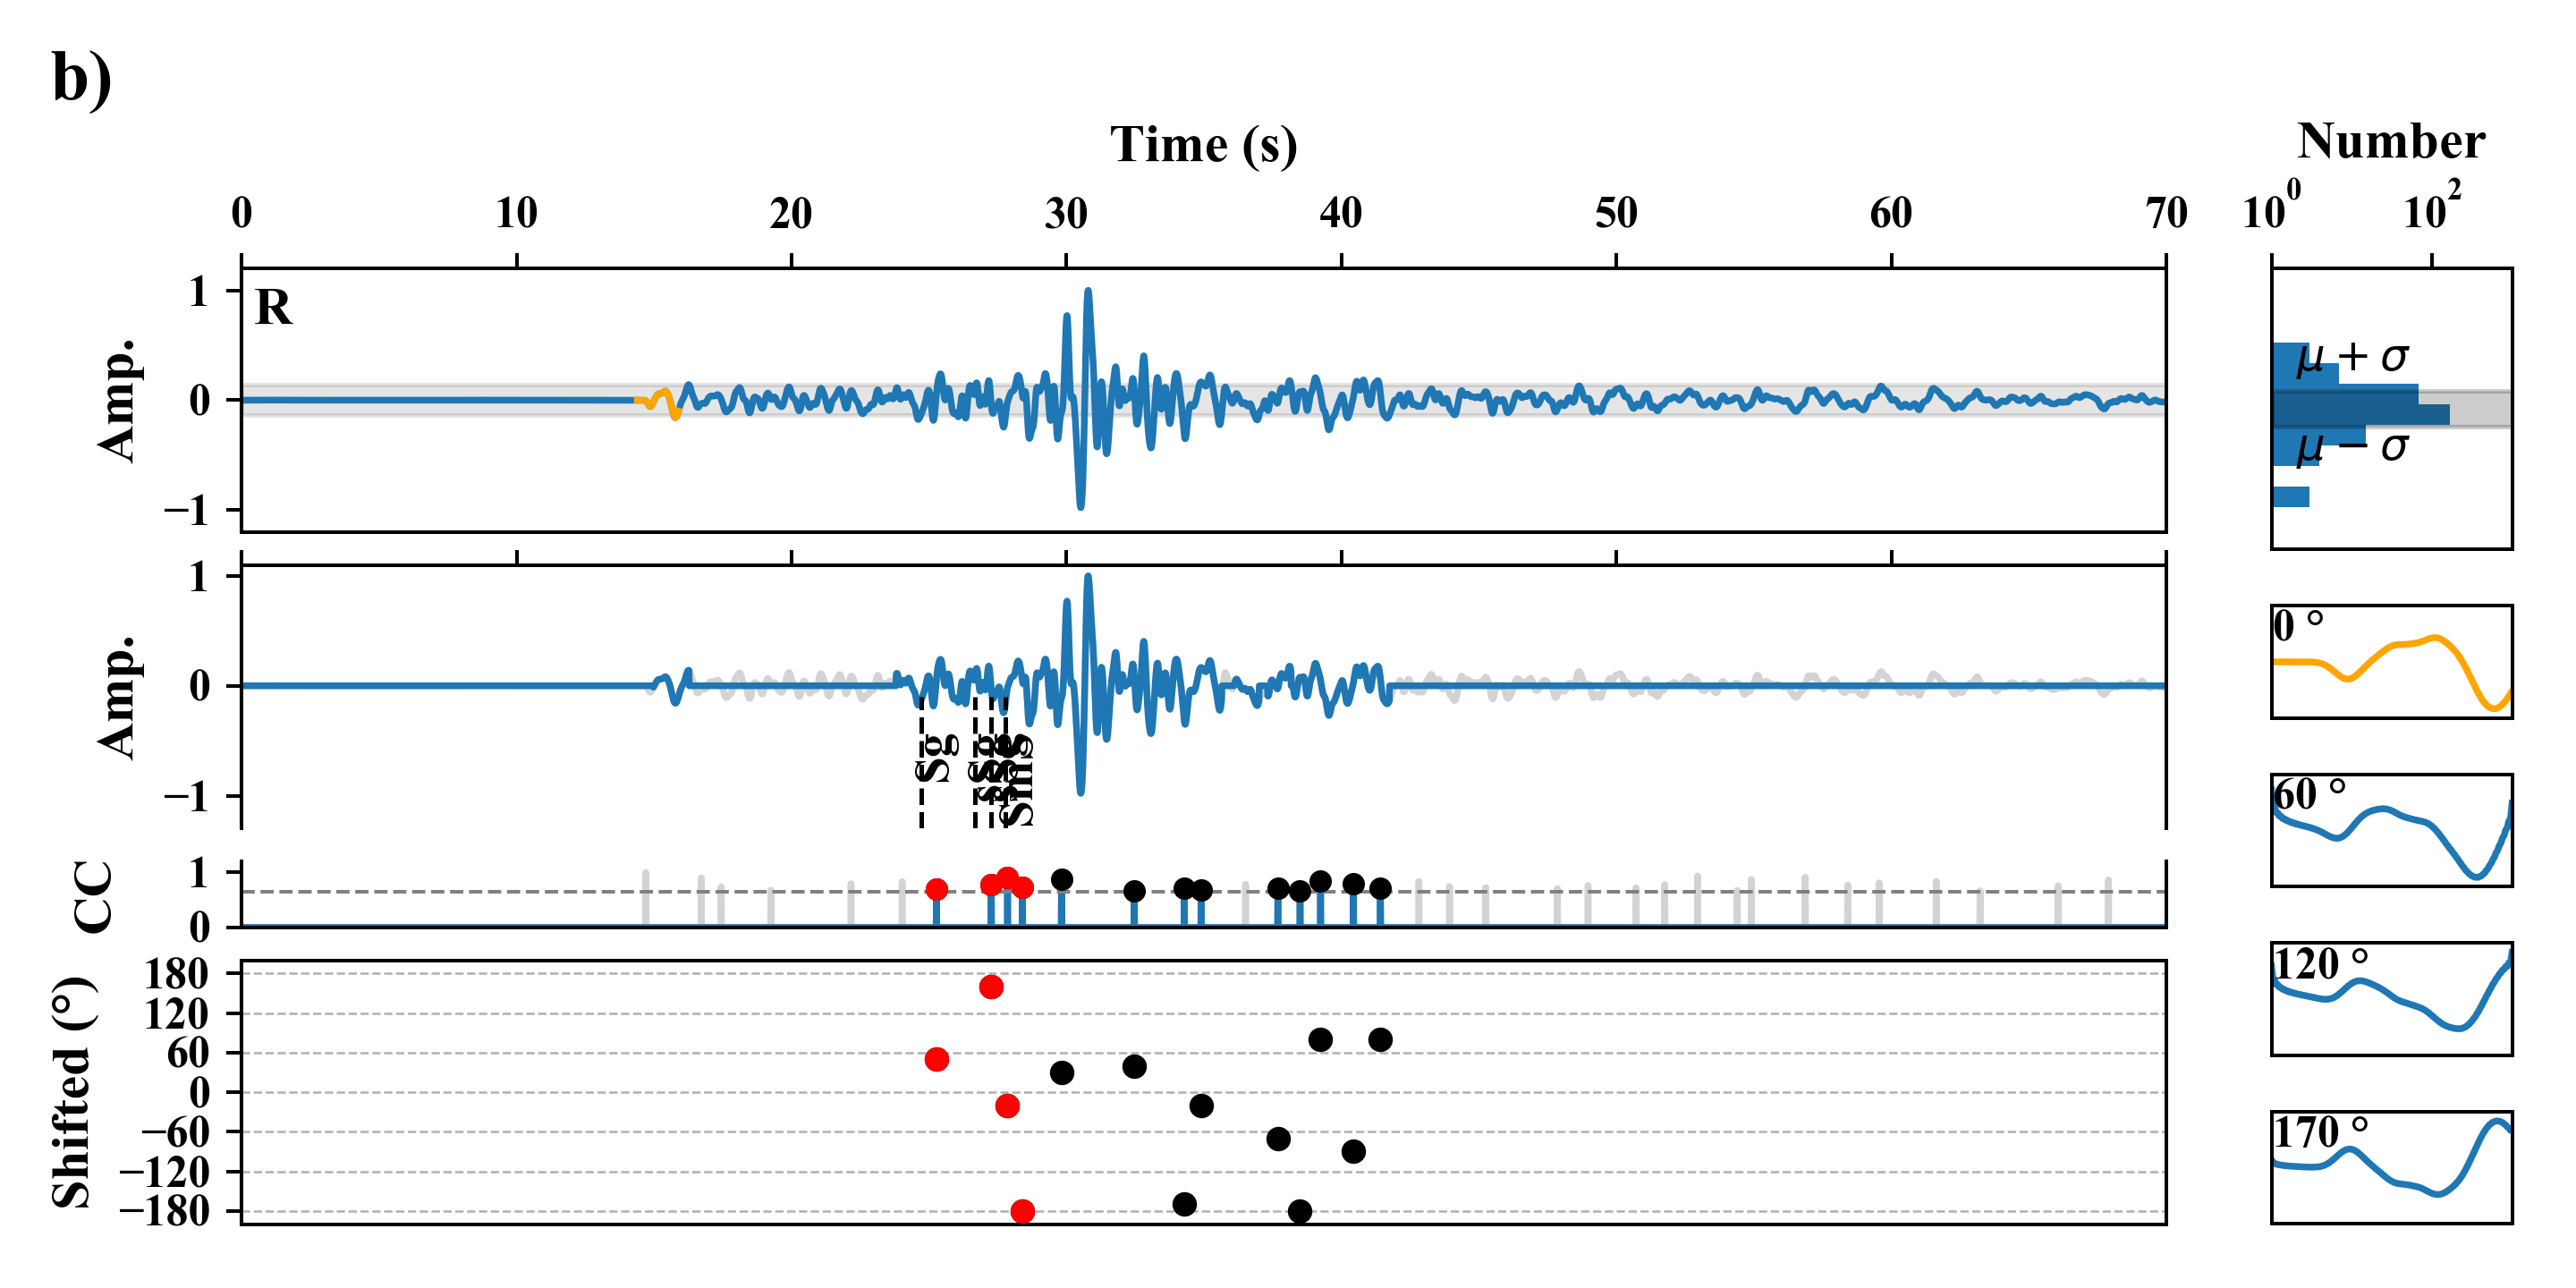 b)
Time (s)
Number
0 10 20 30 40 50 60 70
10^0 10^2
R
Amp.
1
0
−1
μ + σ
μ − σ
Amp.
1
0
−1
Sg
0 °
60 °
CC
1
0
120 °
Shifted (°)
180
120
60
0
−60
−120
−180
170 °